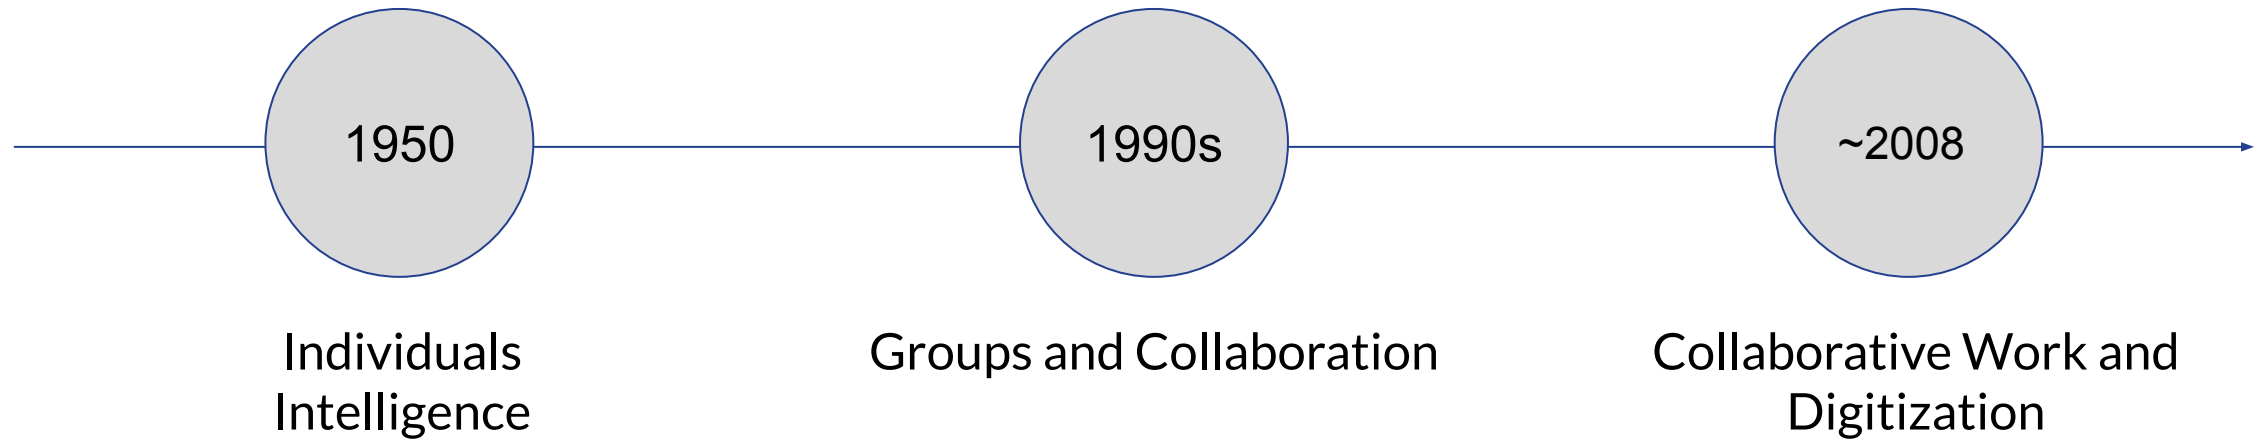 1950
1990s
~2008
Individuals
Intelligence
Groups and Collaboration
Collaborative Work and
Digitization